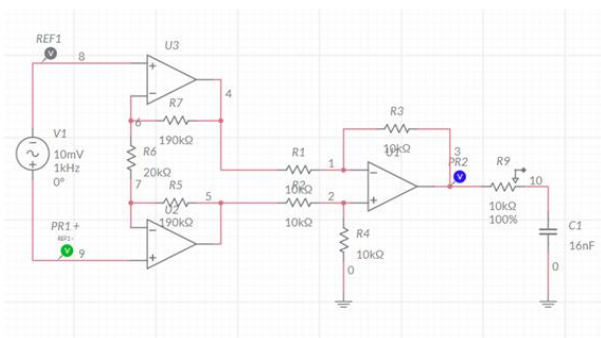 REF1
V
8
U3
4
R7
6
190kΩ
V1
10mV
1kHz
0°
R6
20kΩ
7
R5
5
U2
190kΩ
PR1+
REF1-
V
9
R1
1
10kΩ
R2
2
10kΩ
R3
10kΩ
U1
3
PR2
V
R4
10kΩ
0
R9
10
10kΩ
100%
C1
16nF
0